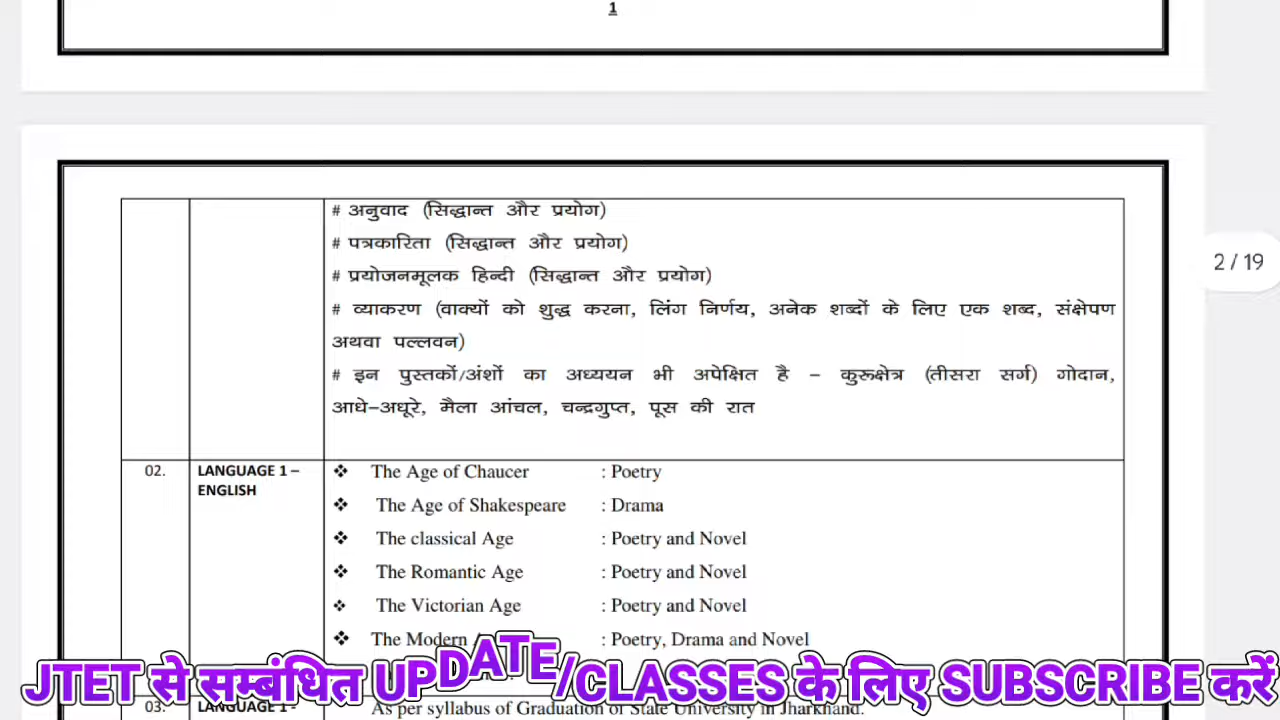 1
# अनुवाद (सिद्धान्त और प्रयोग)
# पत्रकारिता (सिद्धान्त और प्रयोग)
# प्रयोजनमूलक हिन्दी (सिद्धान्त और प्रयोग)
# व्याकरण (वाक्यों को शुद्ध करना, लिंग निर्णय, अनेक शब्दों के लिए एक शब्द, संक्षेपण
अथवा पल्लवन)
# इन पुस्तकों/अंशों का अध्ययन भी अपेक्षित है – कुरूक्षेत्र (तीसरा सर्ग) गोदान,
आधे–अधूरे, मैला आंचल, चन्द्रगुप्त, पूस की रात
2 / 19
02. LANGUAGE 1 – ❖ The Age of Chaucer : Poetry
ENGLISH
❖ The Age of Shakespeare : Drama
❖ The classical Age : Poetry and Novel
❖ The Romantic Age : Poetry and Novel
❖ The Victorian Age : Poetry and Novel
❖ The Modern : Poetry, Drama and Novel
JTET से सम्बंधित UPDATE/CLASSES के लिए SUBSCRIBE करें
03. LANGUAGE 1 - As per syllabus of Graduation of State University in Jharkhand.